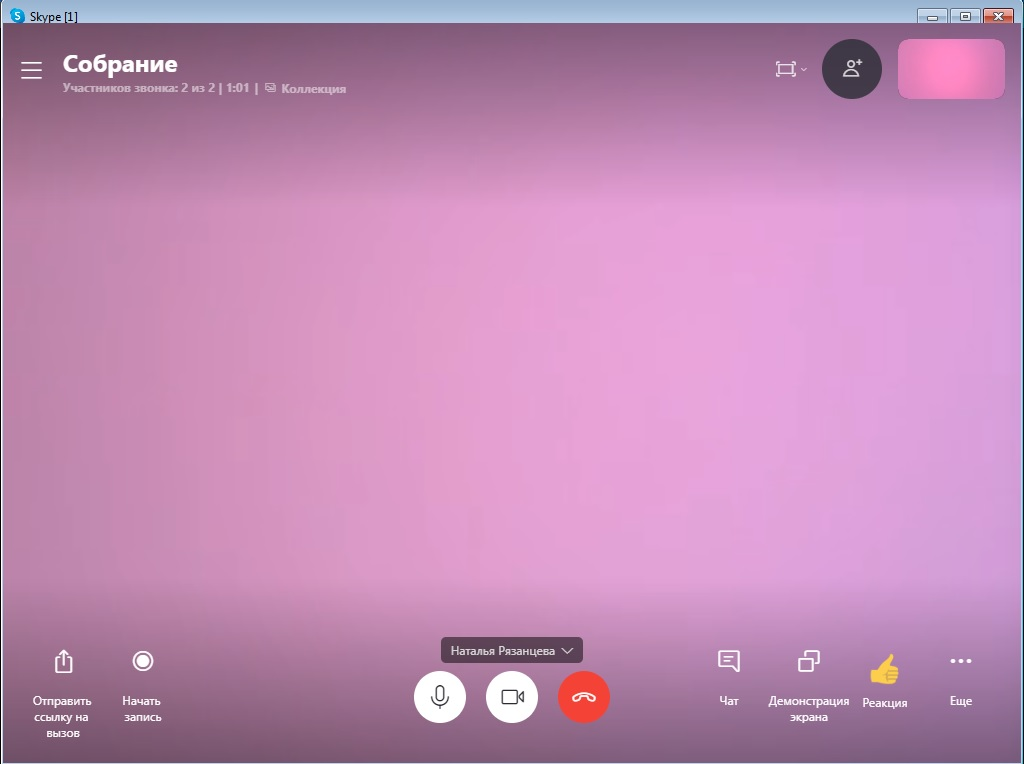 Skype [1]
Собрание
Участников звонка: 2 из 2 | 1:01 | Коллекция
Наталья Рязанцева
Отправить
ссылку на
вызов
Начать
запись
Чат
Демонстрация
экрана
Реакция
Еще